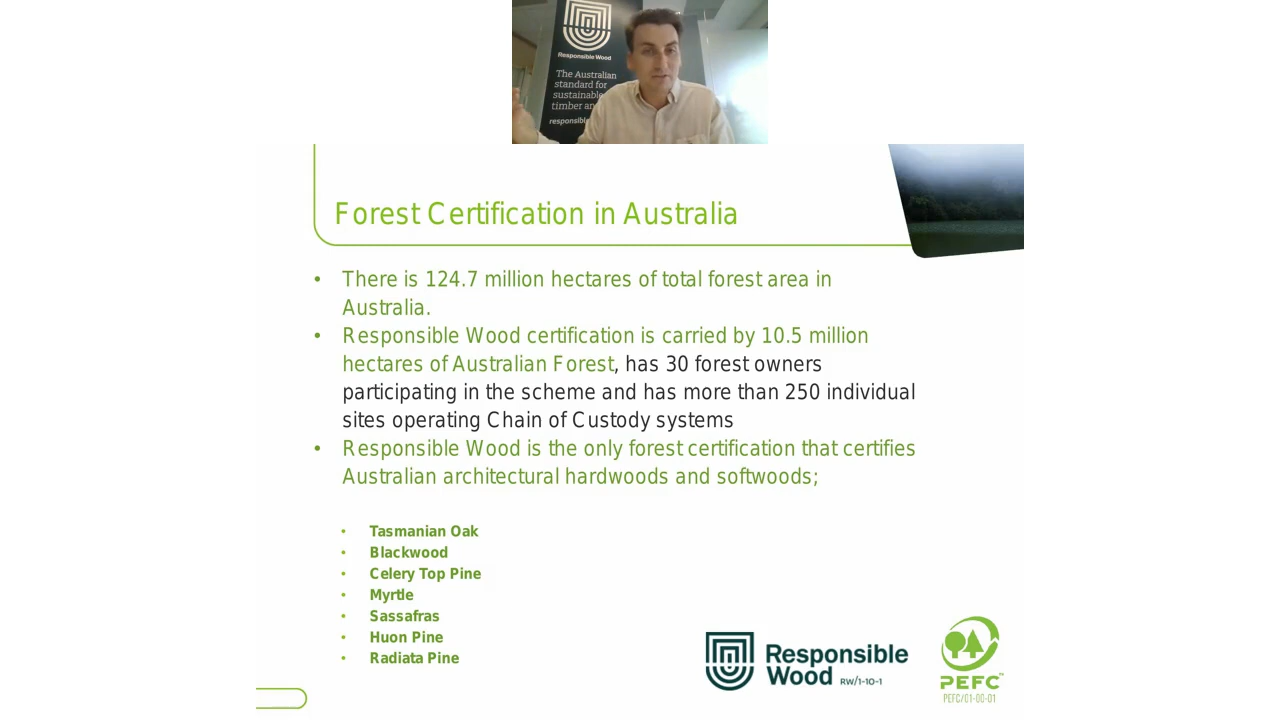 Responsible Wood
The Australian
standard for
sustainable
timber
Forest Certification in Australia
• There is 124.7 million hectares of total forest area in
Australia.
• Responsible Wood certification is carried by 10.5 million
hectares of Australian Forest, has 30 forest owners
participating in the scheme and has more than 250 individual
sites operating Chain of Custody systems
• Responsible Wood is the only forest certification that certifies
Australian architectural hardwoods and softwoods;
• Tasmanian Oak
• Blackwood
• Celery Top Pine
• Myrtle
• Sassafras
• Huon Pine
• Radiata Pine
Responsible
Wood RW/1-10-1
PEFC™
PEFC/01-00-01